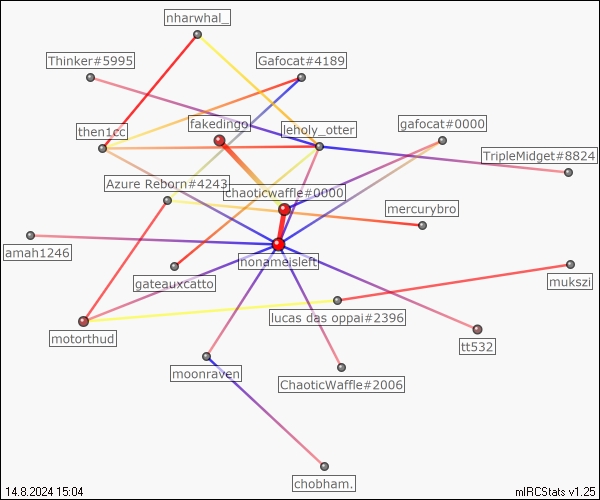 nharwhal_
Thinker#5995
Gafocat#4189
fakedingo
gafocat#0000
then1cc
leholy_otter
TripleMidget#8824
Azure Reborn#4243
chaoticwaffle#0000
mercurybro
amah1246
nonameisleft
gateauxcatto
mukszi
lucas das oppai#2396
motorthud
tt532
moonraven
ChaoticWaffle#2006
chobham.
14.8.2024 15:04
mIRCStats v1.25